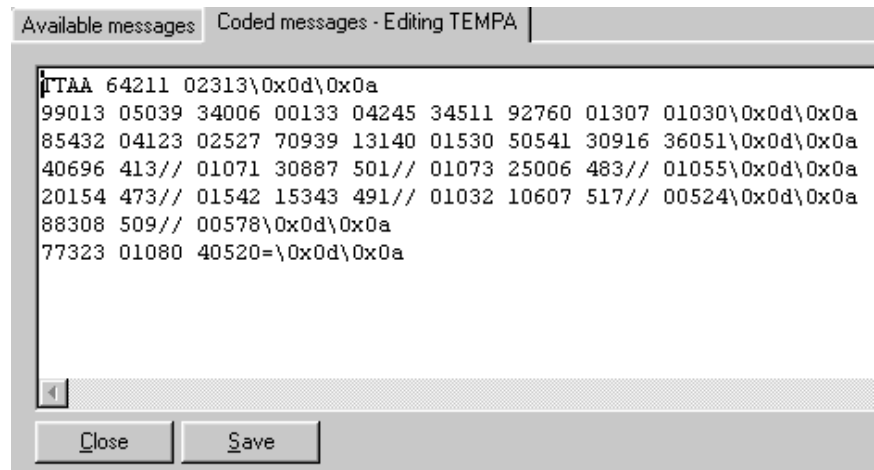 Available messages Coded messages - Editing TEMPA
TTAA 64211 02313\0x0d\0x0a
99013 05039 34006 00133 04245 34511 92760 01307 01030\0x0d\0x0a
85432 04123 02527 70939 13140 01530 50541 30916 36051\0x0d\0x0a
40696 413// 01071 30887 501// 01073 25006 483// 01055\0x0d\0x0a
20154 473// 01542 15343 491// 01032 10607 517// 00524\0x0d\0x0a
88308 509// 00578\0x0d\0x0a
77323 01080 40520=\0x0d\0x0a
Close Save